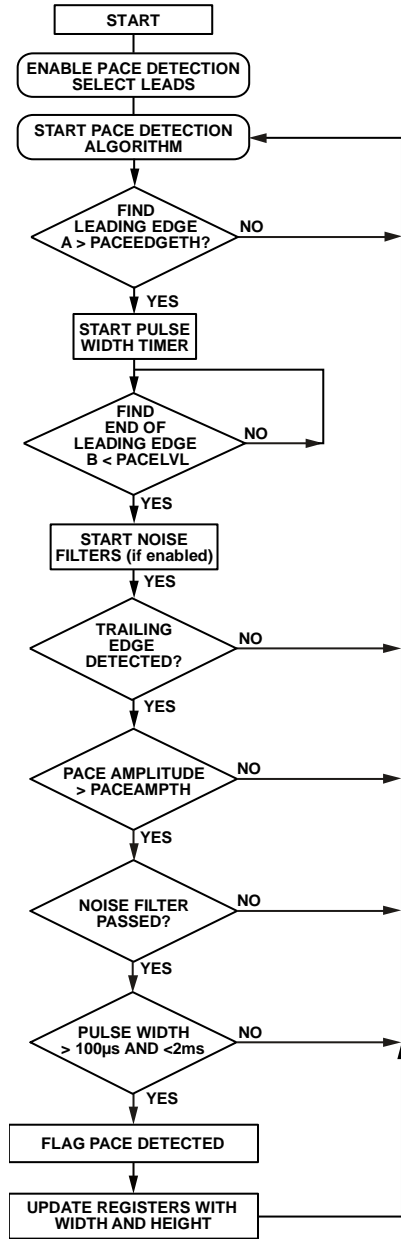 START
ENABLE PACE DETECTION
SELECT LEADS
START PACE DETECTION
ALGORITHM
FIND
LEADING EDGE
A > PACEEDGETH?
NO
YES
START PULSE
WIDTH TIMER
FIND
END OF
LEADING EDGE
B < PACELVL
NO
YES
START NOISE
FILTERS (if enabled)
YES
TRAILING
EDGE
DETECTED?
NO
YES
PACE AMPLITUDE
> PACEAMPTH
NO
YES
NOISE FILTER
PASSED?
NO
YES
PULSE WIDTH
> 100µs AND <2ms
NO
YES
FLAG PACE DETECTED
UPDATE REGISTERS WITH
WIDTH AND HEIGHT